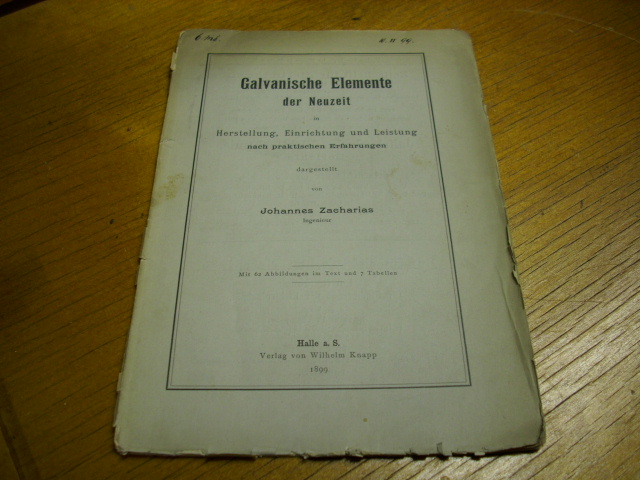 Galvanische Elemente
der Neuzeit
in
Herstellung, Einrichtung und Leistung
nach praktischen Erfahrungen
dargestellt
von
Johannes Zacharias
Ingenieur
Mit 62 Abbildungen im Text und 7 Tabellen
Halle a. S.
Verlag von Wilhelm Knapp
1899